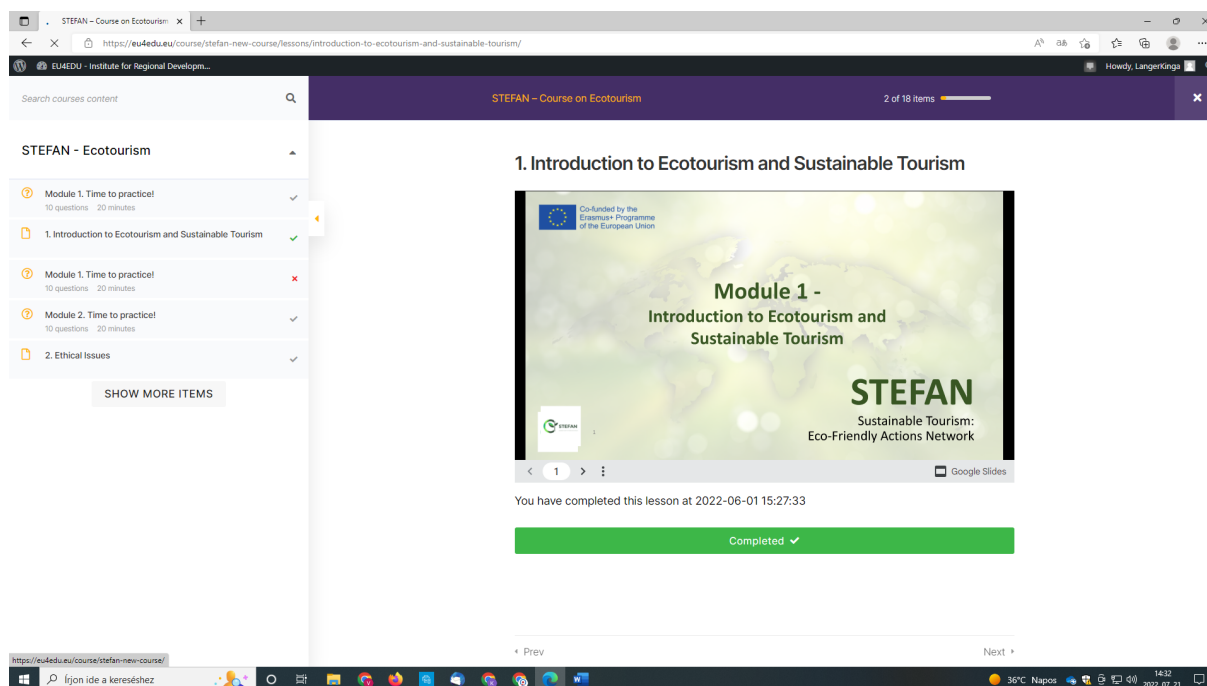 STEFAN – Course on Ecotourism
https://eu4edu.eu/course/stefan-new-course/lessons/introduction-to-ecotourism-and-sustainable-tourism/
EU4EDU - Institute for Regional Developm...
Howdy, LangerKinga
Search courses content
STEFAN – Course on Ecotourism
2 of 18 items
STEFAN - Ecotourism
Module 1. Time to practice!
10 questions 20 minutes
1. Introduction to Ecotourism and Sustainable Tourism
Module 1. Time to practice!
10 questions 20 minutes
Module 2. Time to practice!
10 questions 20 minutes
2. Ethical Issues
SHOW MORE ITEMS
1. Introduction to Ecotourism and Sustainable Tourism
Co-funded by the
Erasmus+ Programme
of the European Union
Module 1 -
Introduction to Ecotourism and
Sustainable Tourism
STEFAN
Sustainable Tourism:
Eco-Friendly Actions Network
STEFAN
1
Google Slides
You have completed this lesson at 2022-06-01 15:27:33
Completed
Prev
Next
https://eu4edu.eu/course/stefan-new-course/
Írjon ide a kereséshez
36°C Napos
14:32
2022. 07. 21.